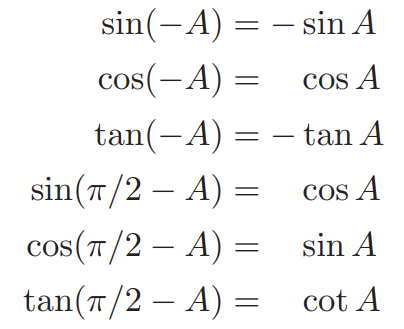 sin(−A) = − sin A
cos(−A) = cos A
tan(−A) = − tan A
sin(π/2 − A) = cos A
cos(π/2 − A) = sin A
tan(π/2 − A) = cot A